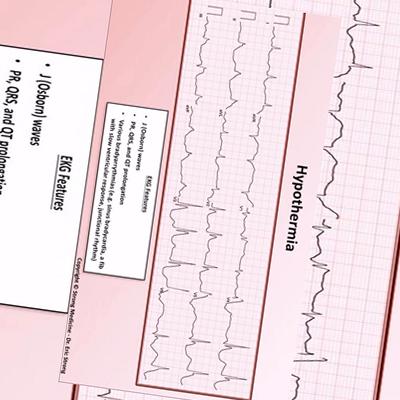 Hypothermia
EKG Features
• J (Osborn) waves
• PR, QRS, and QT prolongation
• Various bradyarrhythmias (e.g. sinus bradycardia, a fib
with slow ventricular response, junctional rhythm)
Copyright © Strong Medicine - Dr. Eric Strong
EKG Features
• J (Osborn) waves
• PR, QRS, and QT prolongation